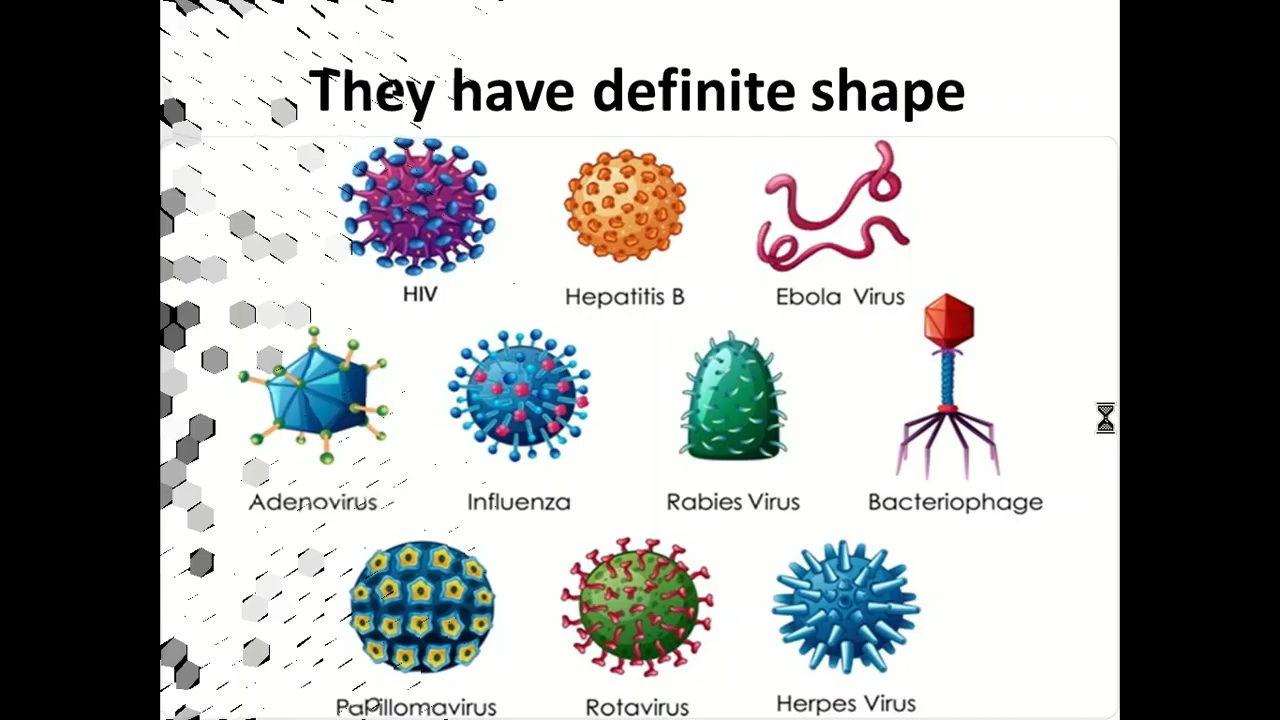 They have definite shape
HIV
Hepatitis B
Ebola Virus
Adenovirus
Influenza
Rabies Virus
Bacteriophage
Papillomavirus
Rotavirus
Herpes Virus